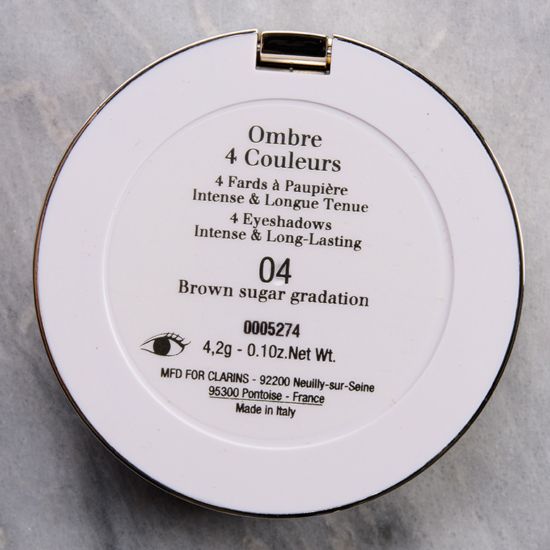 Ombre
4 Couleurs
4 Fards à Paupière
Intense & Longue Tenue
4 Eyeshadows
Intense & Long-Lasting
04
Brown sugar gradation
0005274
4,2g - 0.10z.Net Wt.
MFD FOR CLARINS - 92200 Neuilly-sur-Seine
95300 Pontoise - France
Made in Italy